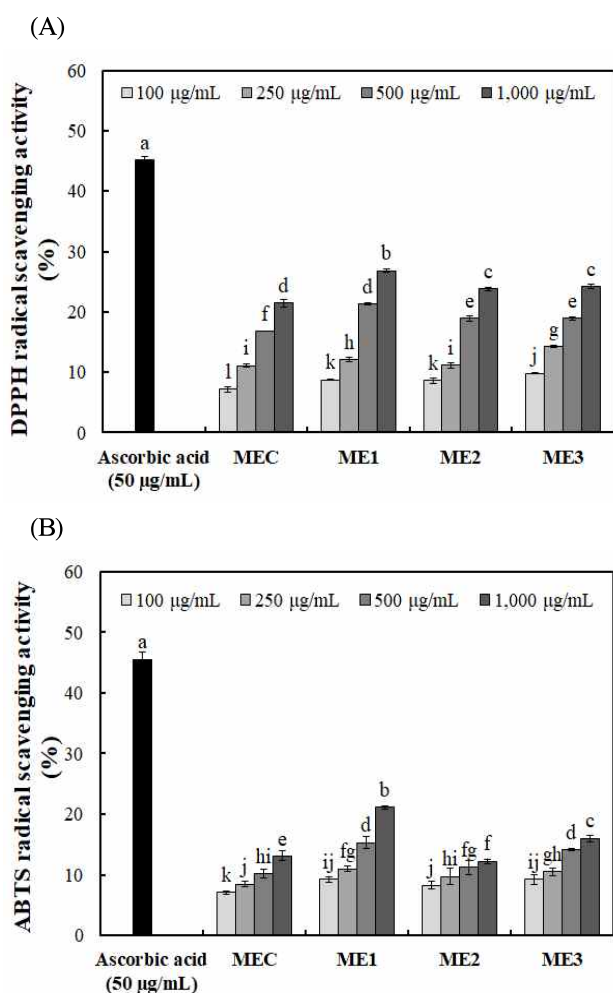 (A)
DPPH radical scavenging activity
(%)
60
50
40
30
20
10
0
100 μg/mL 250 μg/mL 500 μg/mL 1,000 μg/mL
a
l i f d
k h d b
k i e c
j g e c
Ascorbic acid MEC ME1 ME2 ME3
(50 μg/mL)
(B)
ABTS radical scavenging activity
(%)
60
50
40
30
20
10
0
100 μg/mL 250 μg/mL 500 μg/mL 1,000 μg/mL
a
k j hi e
ij fg d b
j hi fg f
ij gh d c
Ascorbic acid MEC ME1 ME2 ME3
(50 μg/mL)